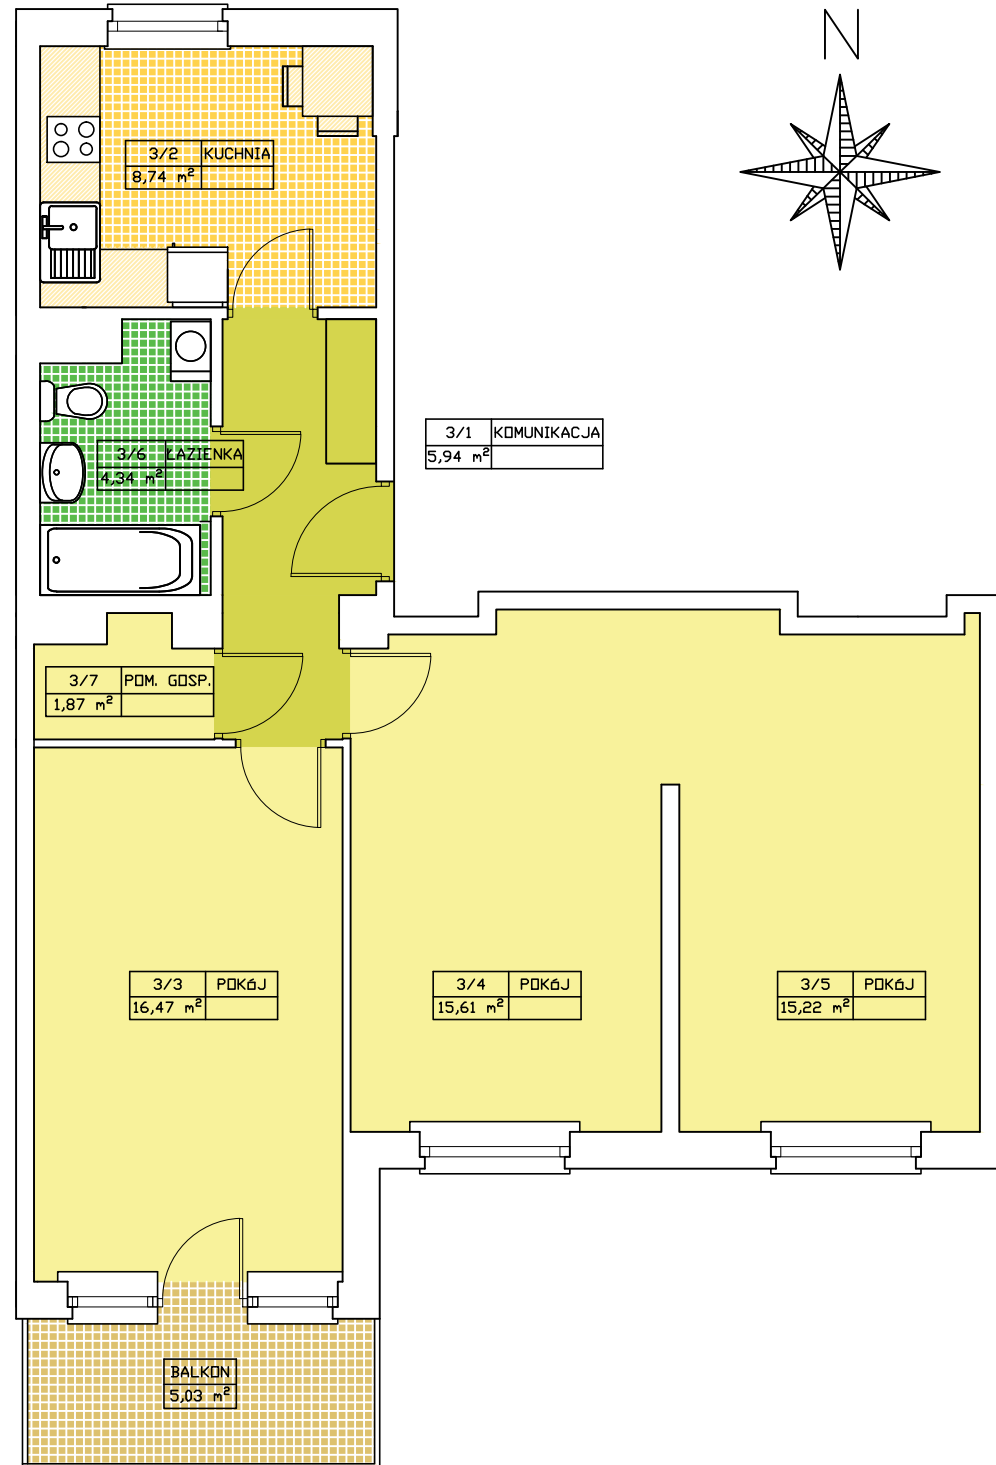 N
3/2 KUCHNIA
8,74 m²
3/1 KOMUNIKACJA
5,94 m²
3/6 ŁAZIENKA
4,34 m²
3/7 POM. GOSP.
1,87 m²
3/3 POKÓJ
16,47 m²
3/4 POKÓJ
15,61 m²
3/5 POKÓJ
15,22 m²
BALKON
5,03 m²